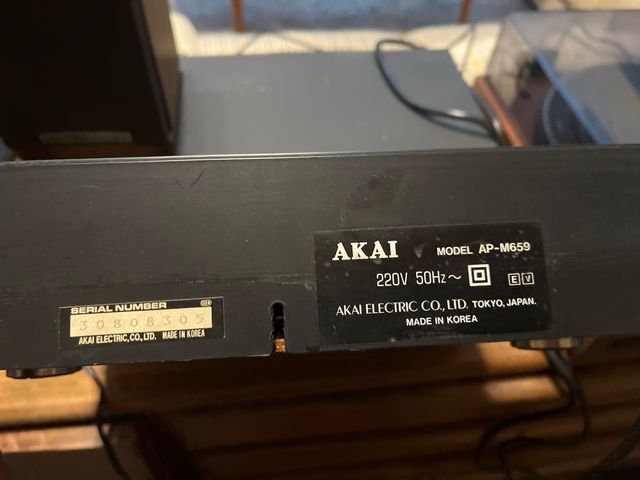 AKAI MODEL AP-M659
220V 50Hz~
E V
AKAI ELECTRIC CO., LTD. TOKYO, JAPAN.
MADE IN KOREA
SERIAL NUMBER
30808305
AKAI ELECTRIC, CO., LTD. MADE IN KOREA